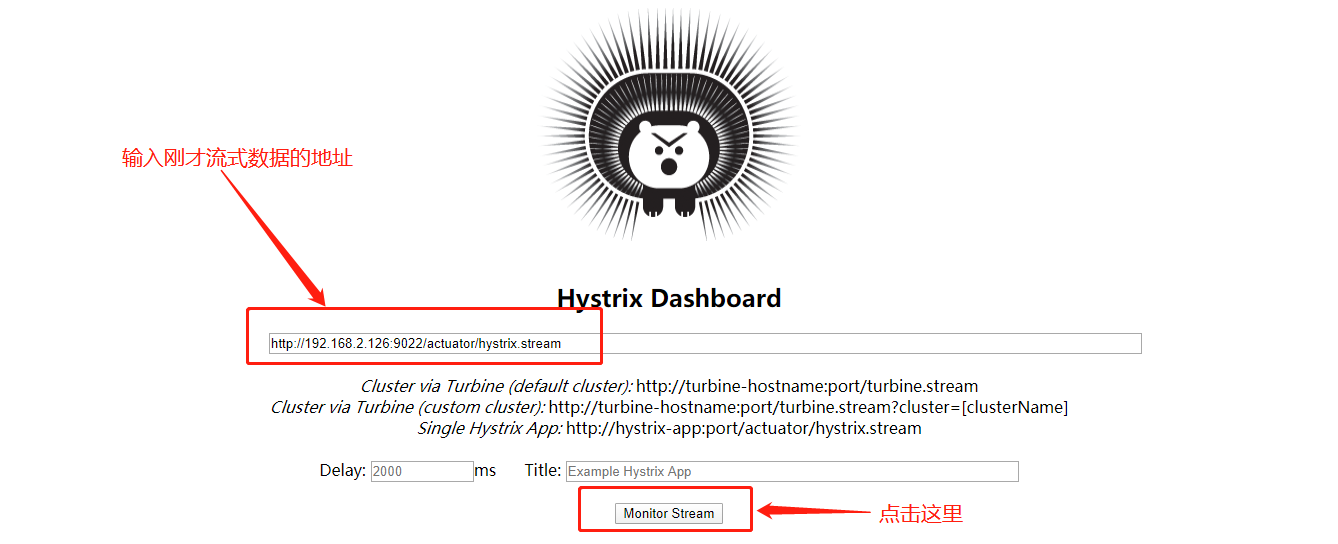 输入刚才流式数据的地址
Hystrix Dashboard
http://192.168.2.126:9022/actuator/hystrix.stream
Cluster via Turbine (default cluster): http://turbine-hostname:port/turbine.stream
Cluster via Turbine (custom cluster): http://turbine-hostname:port/turbine.stream?cluster=[clusterName]
Single Hystrix App: http://hystrix-app:port/actuator/hystrix.stream
Delay: 2000 ms Title: Example Hystrix App
Monitor Stream 点击这里